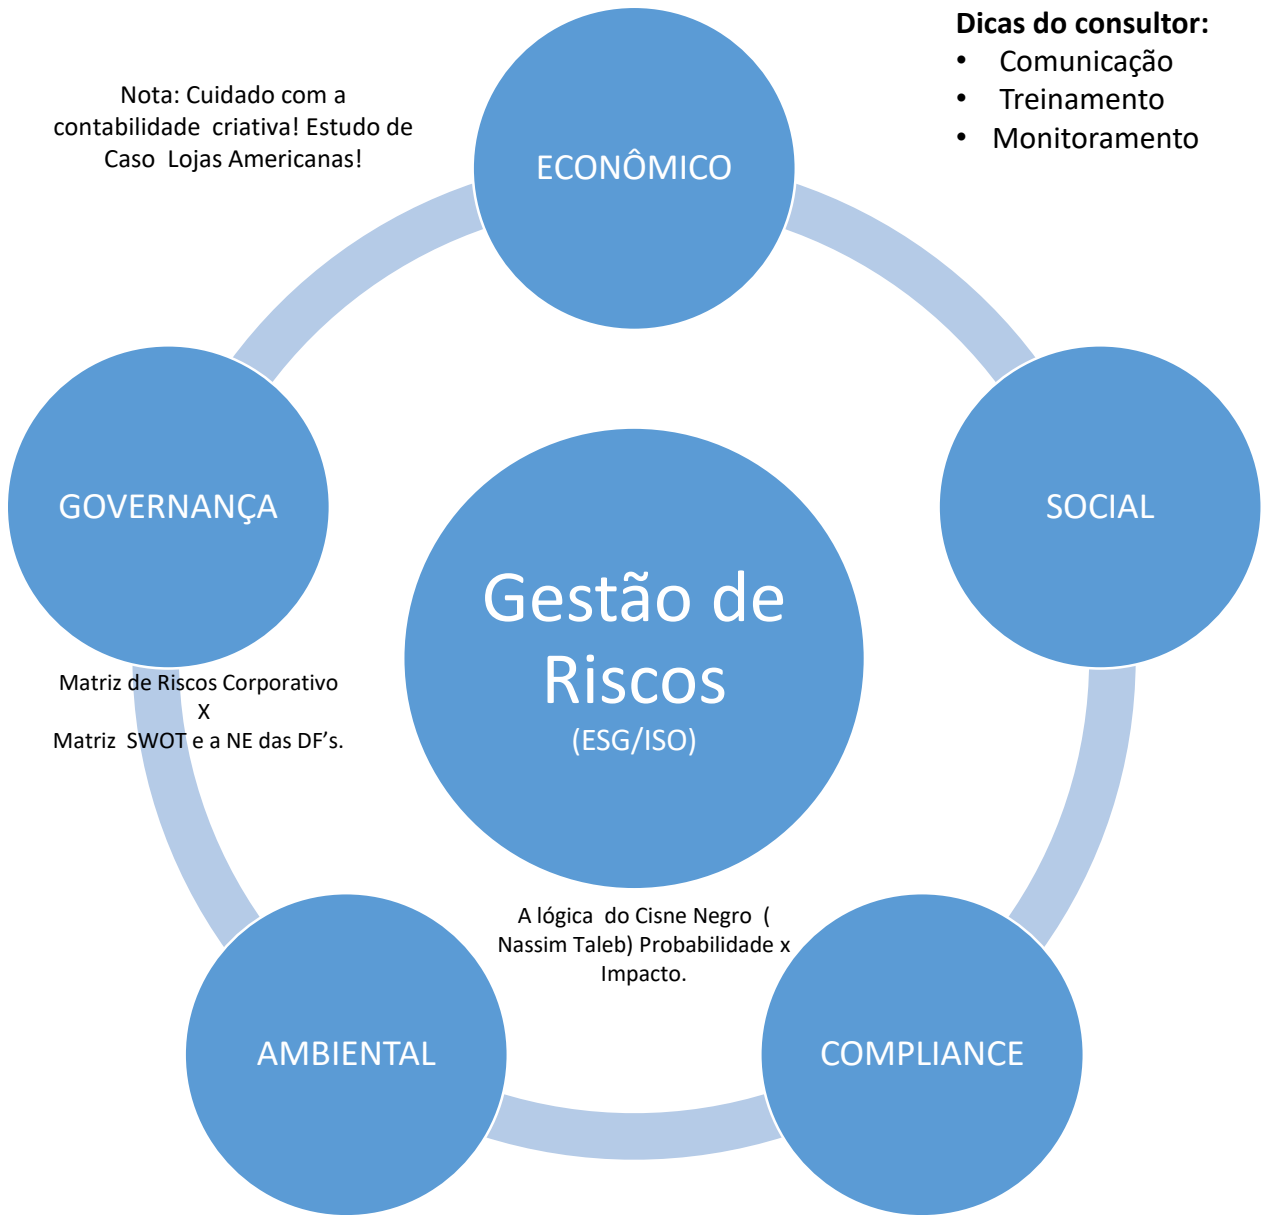 Dicas do consultor:
• Comunicação
• Treinamento
• Monitoramento
Nota: Cuidado com a
contabilidade criativa! Estudo de
Caso Lojas Americanas!
ECONÔMICO
GOVERNANÇA
SOCIAL
Gestão de
Riscos
(ESG/ISO)
Matriz de Riscos Corporativo
X
Matriz SWOT e a NE das DF's.
A lógica do Cisne Negro (
Nassim Taleb) Probabilidade x
Impacto.
AMBIENTAL
COMPLIANCE